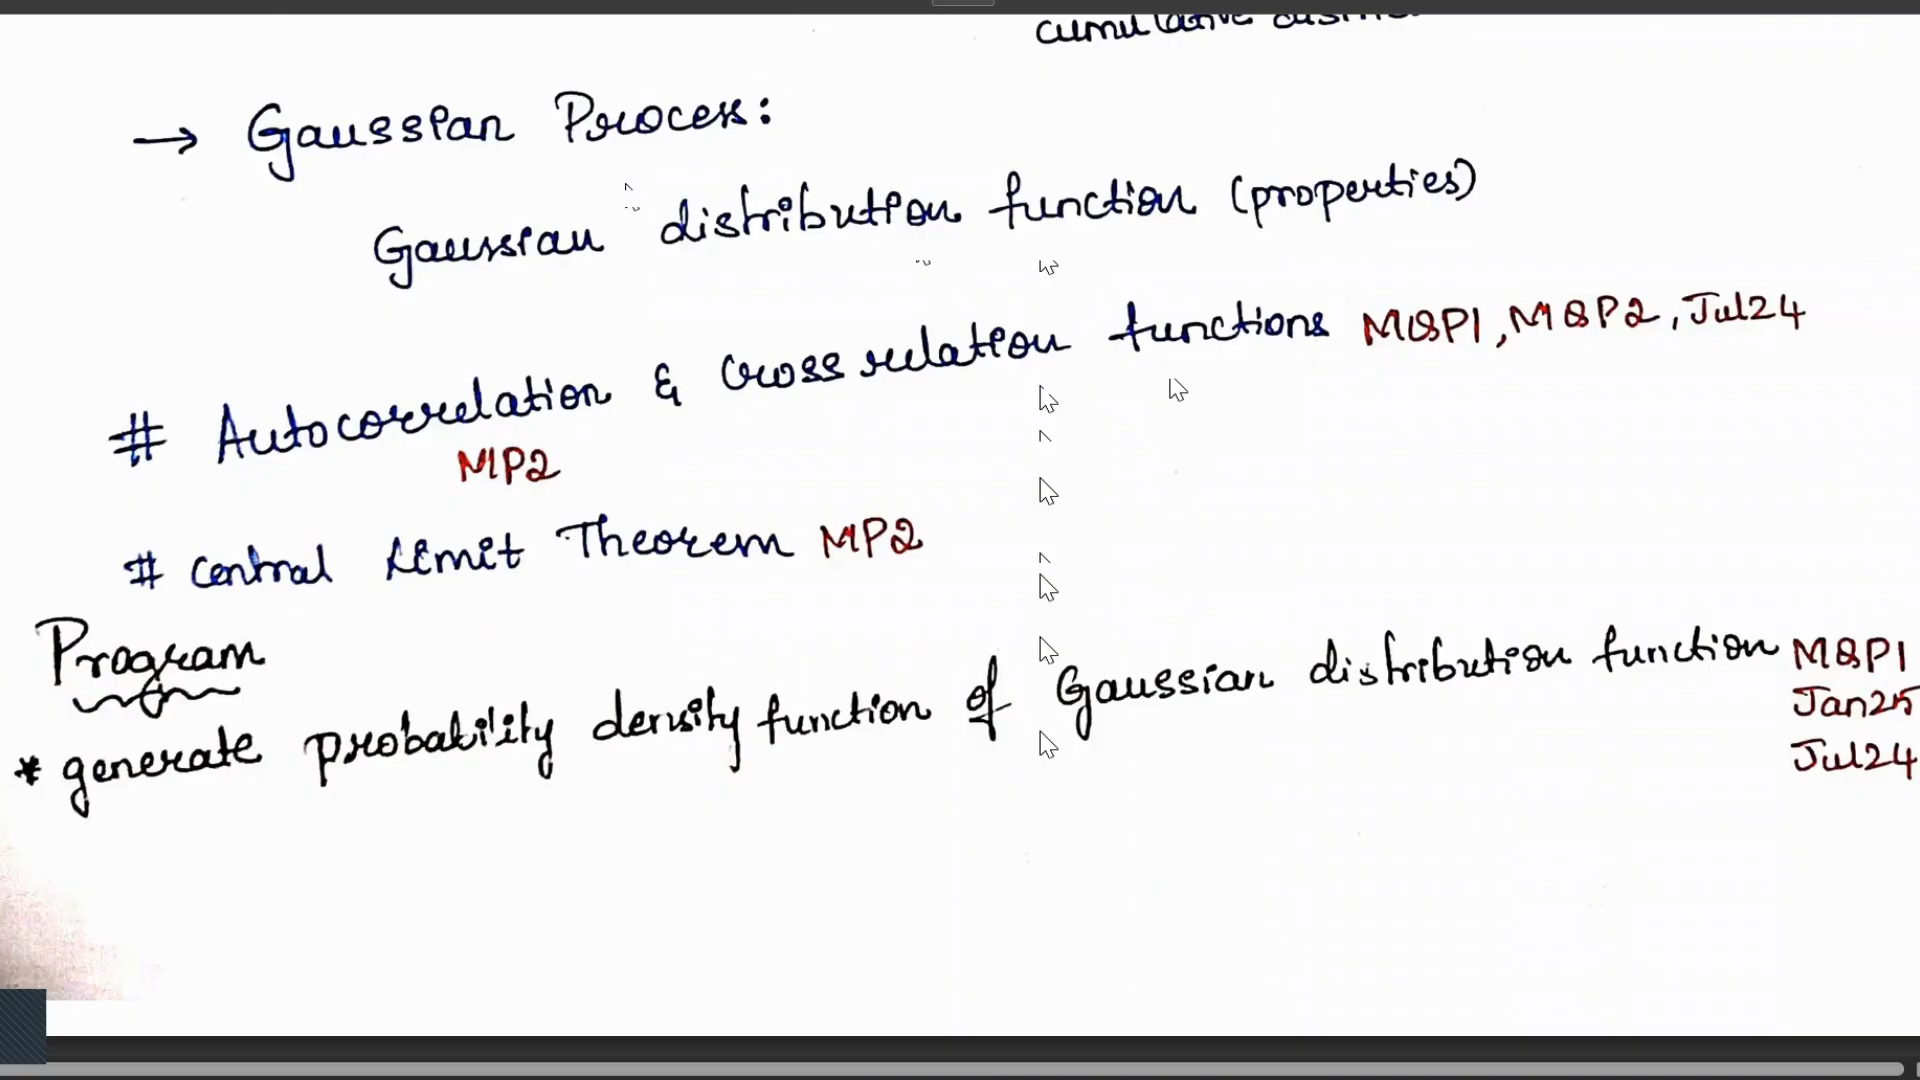 cumulative
→ Gaussian Process:
Gaussian distribution function (properties)
# Autocorrelation & Cross relation functions MQP1, MQP2, Jul24
MP2
# Central Limit Theorem MP2
Program
* generate probability density function of Gaussian distribution function MQP1
Jan25
Jul24